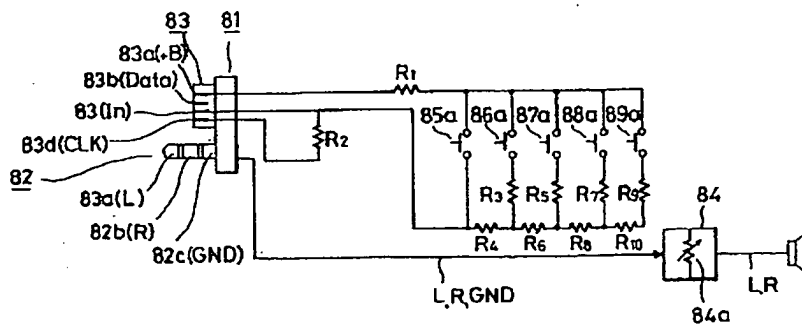 83
81
83a(+B)
83b(Data)
83(In)
83d(CLK)
82
83a(L)
82b(R)
82c(GND)
R1
R2
85a 86a 87a 88a 89a
R3 R5 R7 R9
R4 R6 R8 R10
84
84a
L,R,GND
L,R